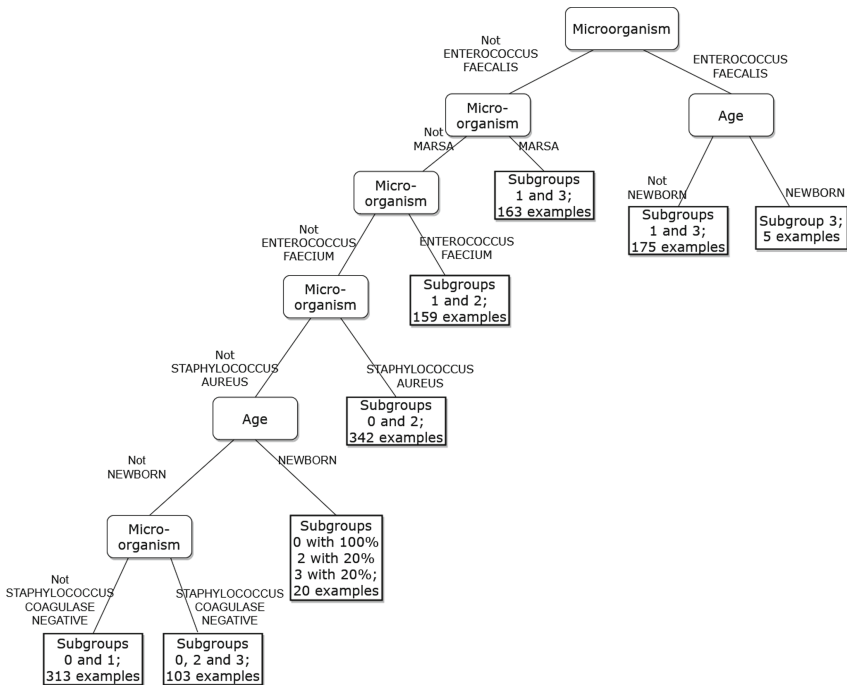 Microorganism
Not
ENTEROCOCCUS
FAECALIS
ENTEROCOCCUS
FAECALIS
Micro-
organism
Age
Not
MARSA
MARSA
Not
NEWBORN
NEWBORN
Micro-
organism
Subgroups
1 and 3;
163 examples
Subgroups
1 and 3;
175 examples
Subgroup 3;
5 examples
Not
ENTEROCOCCUS
FAECIUM
ENTEROCOCCUS
FAECIUM
Micro-
organism
Subgroups
1 and 2;
159 examples
Not
STAPHYLOCOCCUS
AUREUS
STAPHYLOCOCCUS
AUREUS
Age
Subgroups
0 and 2;
342 examples
Not
NEWBORN
NEWBORN
Micro-
organism
Subgroups
0 with 100%
2 with 20%
3 with 20%;
20 examples
Not
STAPHYLOCOCCUS
COAGULASE
NEGATIVE
STAPHYLOCOCCUS
COAGULASE
NEGATIVE
Subgroups
0 and 1;
313 examples
Subgroups
0, 2 and 3;
103 examples